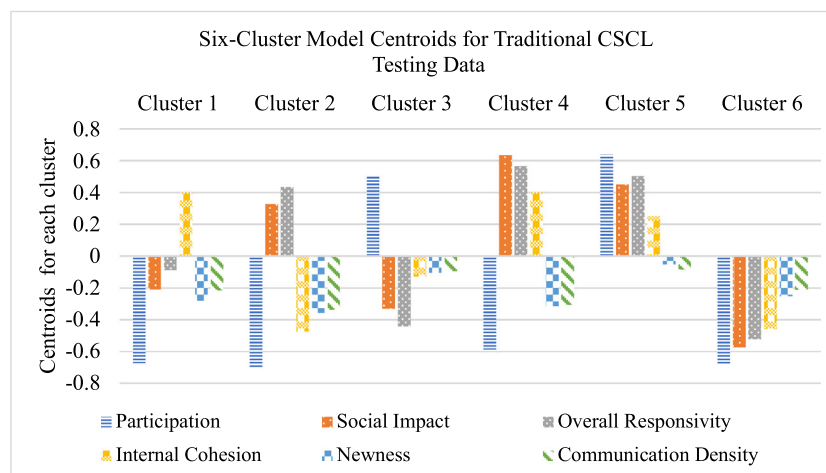 Six-Cluster Model Centroids for Traditional CSCL
Testing Data
Cluster 1 Cluster 2 Cluster 3 Cluster 4 Cluster 5 Cluster 6
Centroids for each cluster
0.8
0.6
0.4
0.2
0
-0.2
-0.4
-0.6
-0.8
Participation Social Impact Overall Responsivity
Internal Cohesion Newness Communication Density